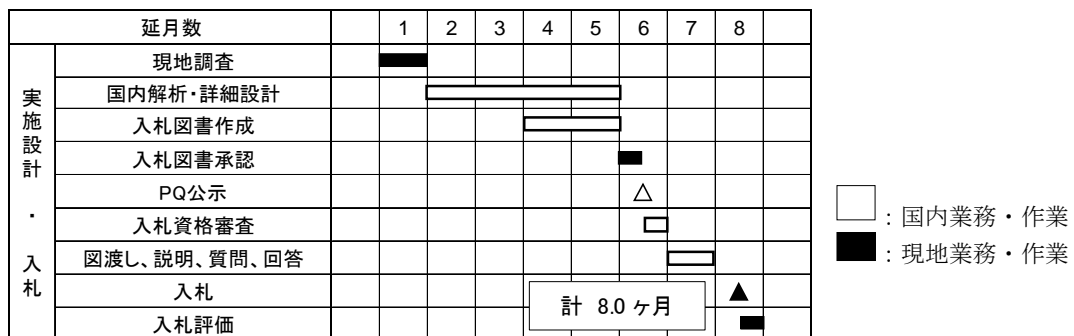 延月数 1 2 3 4 5 6 7 8
実施設計・入札
現地調査
国内解析・詳細設計
入札図書作成
入札図書承認
PQ公示
入札資格審査
図渡し、説明、質問、回答
入札
入札評価
計 8.0 ヶ月
：国内業務・作業
：現地業務・作業